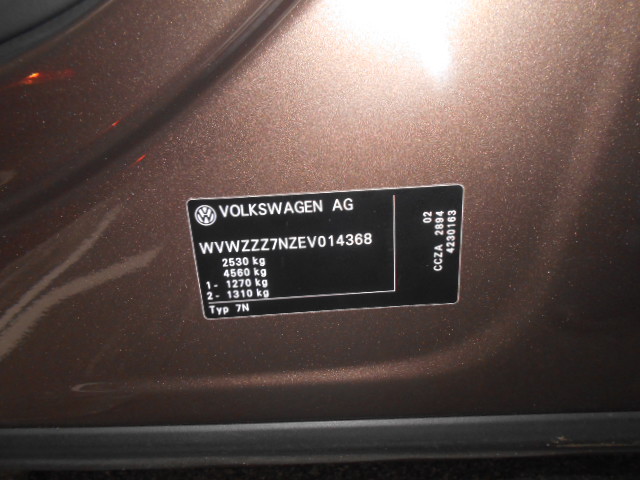 VOLKSWAGEN AG
WVWZZZ7NZEV014368
2530 kg
4560 kg
1- 1270 kg
2- 1310 kg
Typ 7N
02
CCZA 2894
4230163